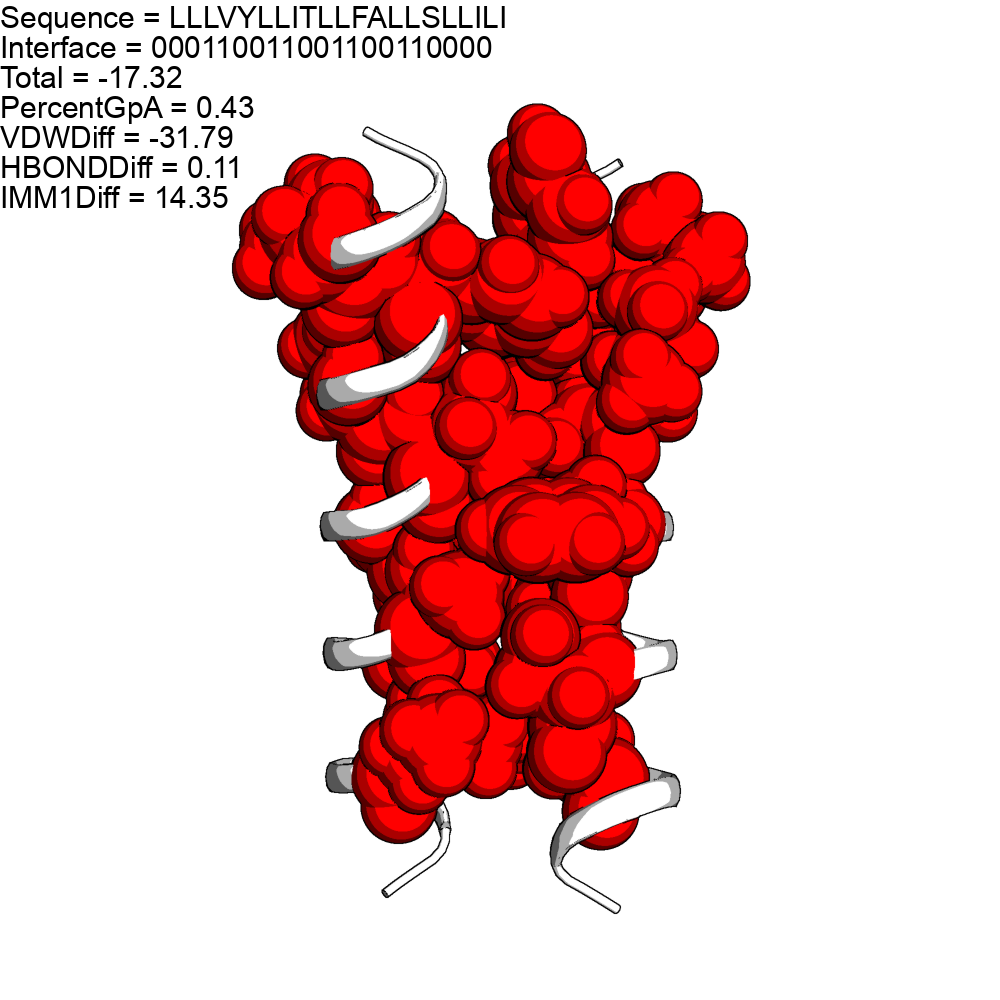 Sequence = LLLVYLLITLLFALLSLLILI
Interface = 000110011001100110000
Total = -17.32
PercentGpA = 0.43
VDWDiff = -31.79
HBONDDiff = 0.11
IMM1Diff = 14.35